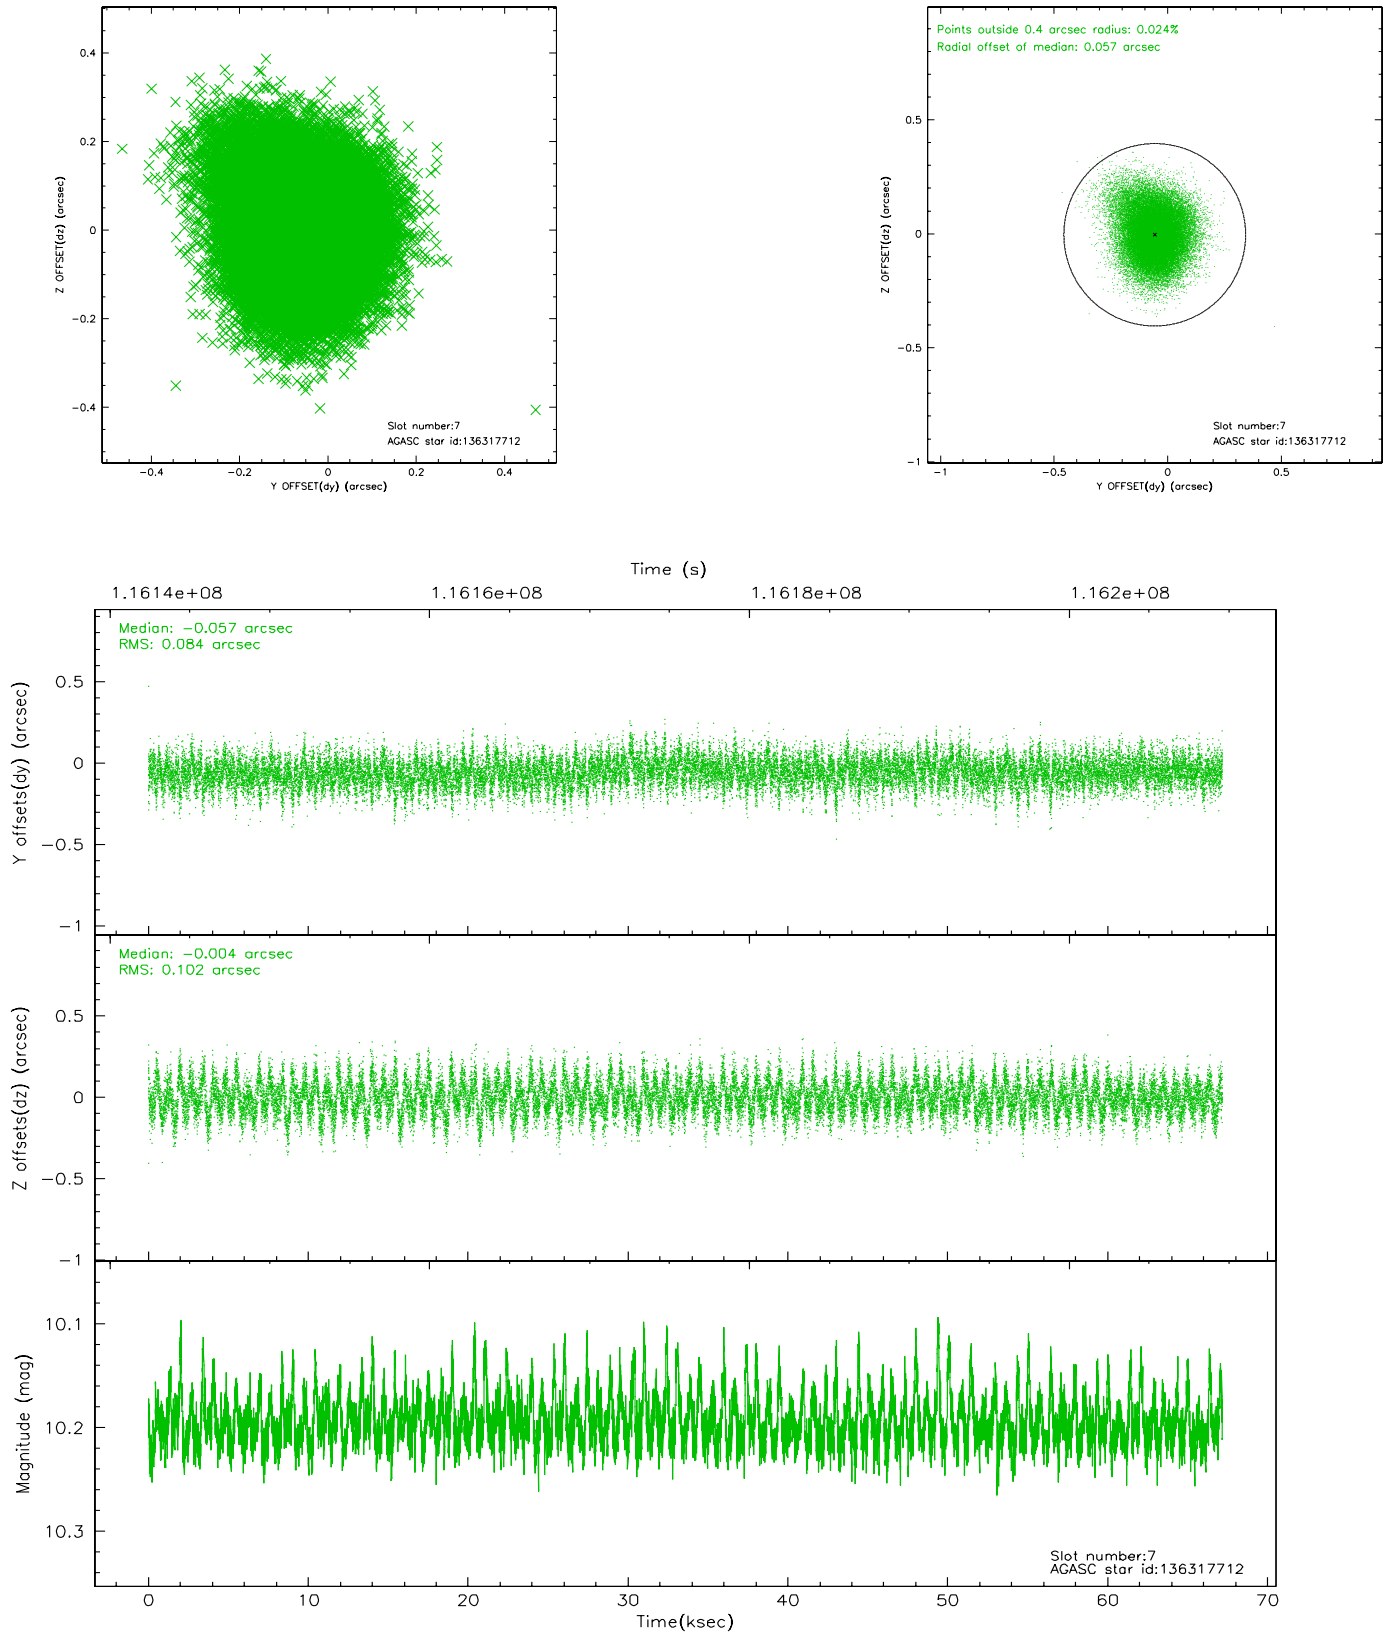 0.4
0.2
0
−0.2
−0.4
Z OFFSET(dz) (arcsec)
Slot number:7
AGASC star id:136317712
−0.4
−0.2
0
0.2
0.4
Y OFFSET(dy) (arcsec)
Points outside 0.4 arcsec radius: 0.024%
Radial offset of median: 0.057 arcsec
0.5
0
−0.5
−1
Z OFFSET(dz) (arcsec)
Slot number:7
AGASC star id:136317712
−1
−0.5
0
0.5
Y OFFSET(dy) (arcsec)
Time (s)
1.1614e+08
1.1616e+08
1.1618e+08
1.162e+08
Median: −0.057 arcsec
RMS: 0.084 arcsec
0.5
0
−0.5
−1
Y offsets(dy) (arcsec)
Median: −0.004 arcsec
RMS: 0.102 arcsec
0.5
0
−0.5
−1
Z offsets(dz) (arcsec)
10.1
10.2
10.3
Magnitude (mag)
Slot number:7
AGASC star id:136317712
0
10
20
30
40
50
60
70
Time(ksec)